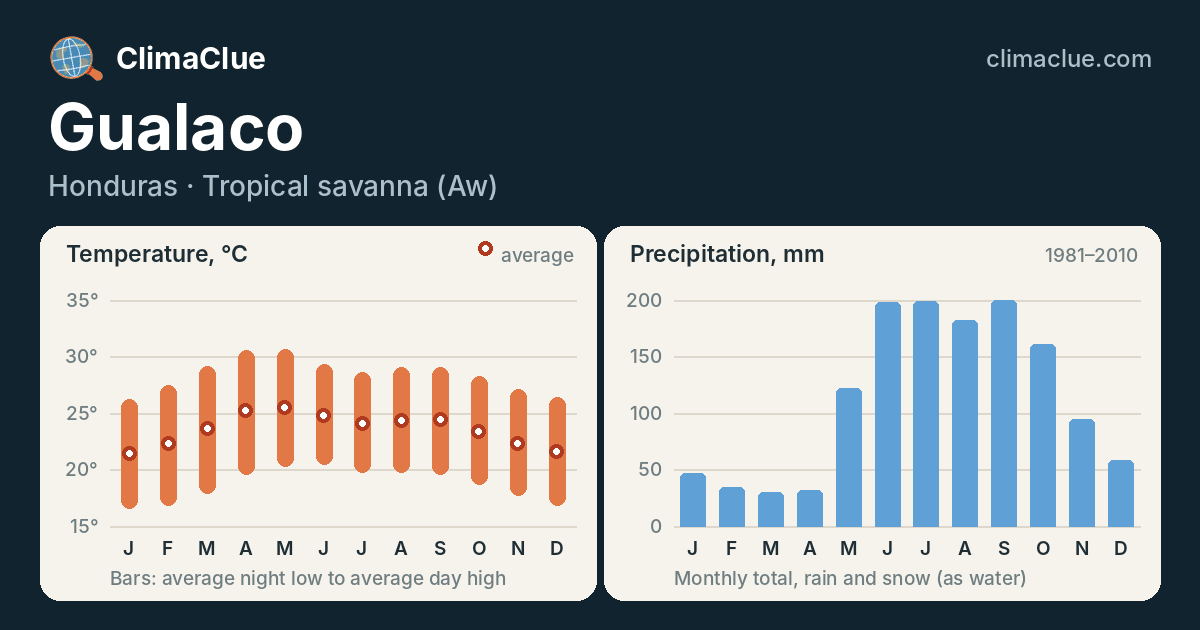 ClimaClue
climaclue.com
Gualaco
Honduras · Tropical savanna (Aw)
Temperature, °C
average
35°
30°
25°
20°
15°
J F M A M J J A S O N D
Bars: average night low to average day high
Precipitation, mm
1981–2010
200
150
100
50
0
J F M A M J J A S O N D
Monthly total, rain and snow (as water)